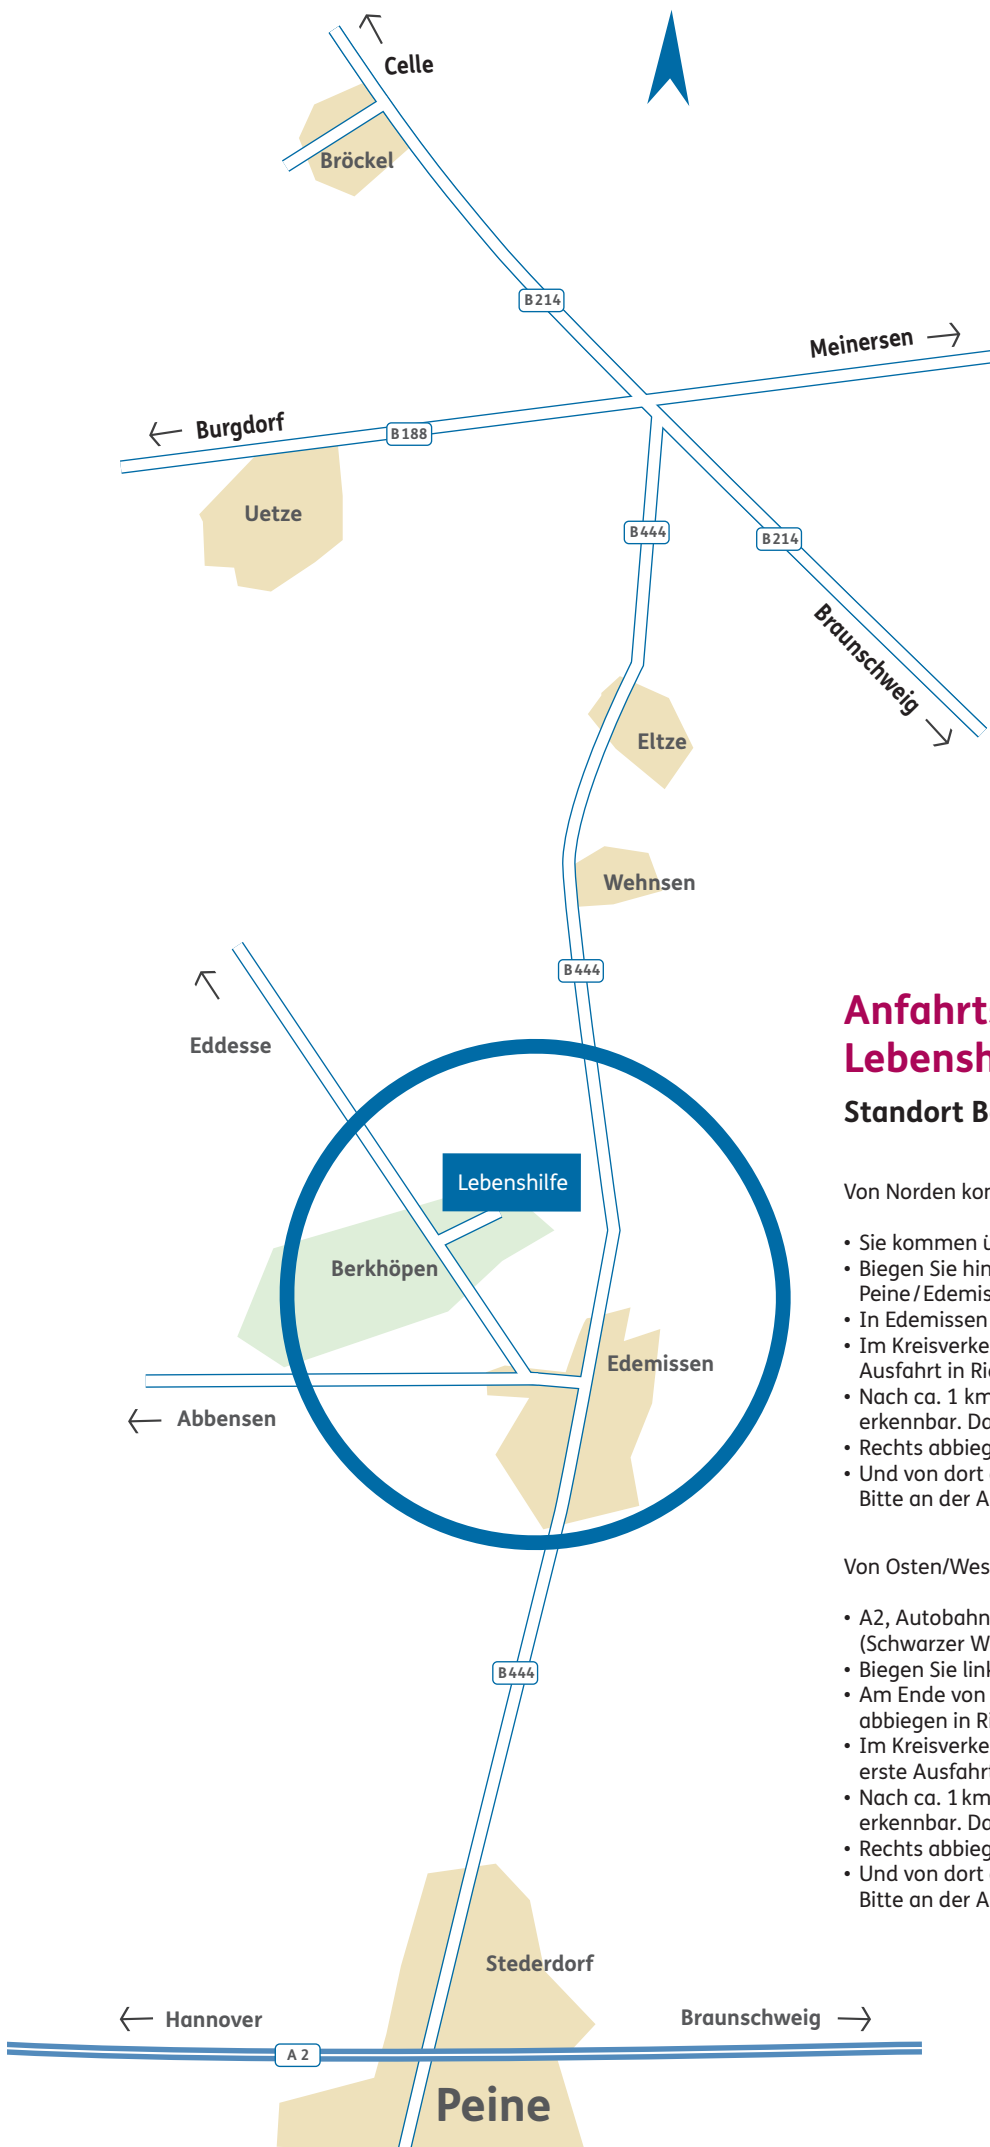 Celle
Bröckel
B214
Meinersen
Burgdorf
B188
Uetze
B444
B214
Braunschweig
Eltze
Wehnsen
B444
Eddesse
Lebenshilfe
Berkhöpen
Edemissen
Abbensen
B444
Stederdorf
Hannover
Braunschweig
A 2
Peine
Anfahrt
Lebensh
Standort B
Von Norden kor
• Sie kommen ü
• Biegen Sie hin
Peine/Edemis
• In Edemissen
• Im Kreisverke
Ausfahrt in Ri
• Nach ca. 1 km
erkennbar. Da
• Rechts abbieg
• Und von dort
Bitte an der A
Von Osten/Wes
• A2, Autobahn
(Schwarzer W
• Biegen Sie link
• Am Ende von
abbiegen in Ri
• Im Kreisverke
erste Ausfahrt
• Nach ca. 1 km
erkennbar. Da
• Rechts abbieg
• Und von dort
Bitte an der A